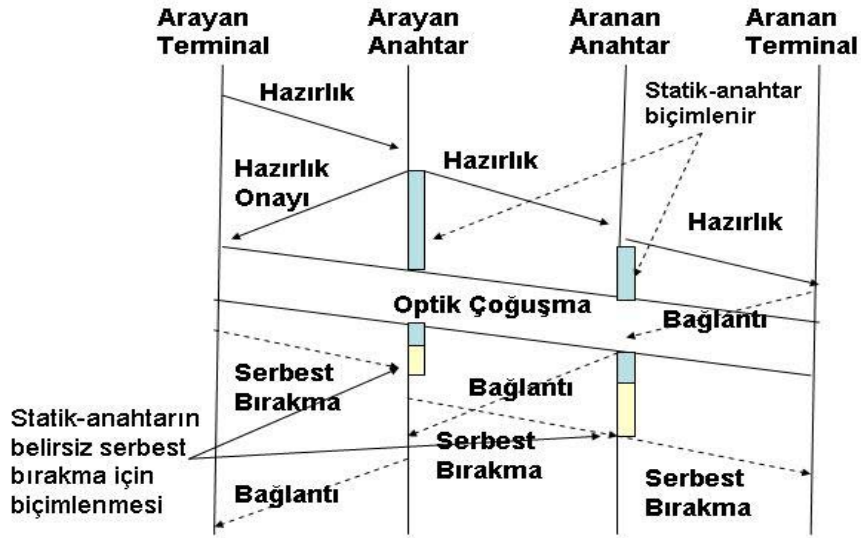 Arayan
Terminal
Arayan
Anahtar
Aranan
Anahtar
Aranan
Terminal
Hazırlık
Statik-anahtar
biçimlenir
Hazırlık
Onayı
Hazırlık
Hazırlık
Optik Çoğuşma
Bağlantı
Serbest
Bırakma
Bağlantı
Statik-anahtarın
belirsiz serbest
bırakma için
biçimlenmesi
Serbest
Bırakma
Serbest
Bırakma
Bağlantı